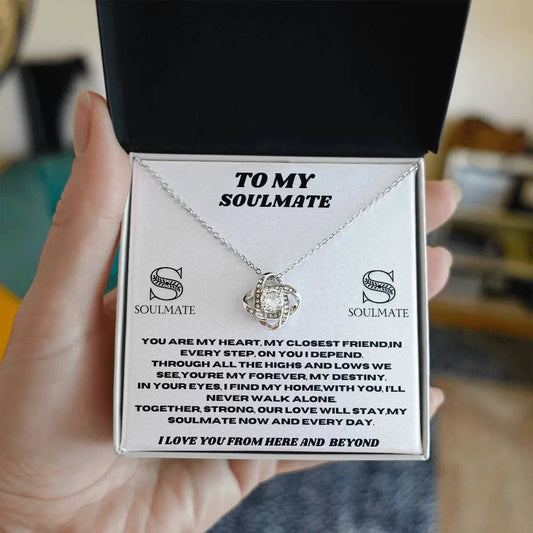 TO MY
SOULMATE
S
SOULMATE
S
SOULMATE
YOU ARE MY HEART, MY CLOSEST FRIEND,IN
EVERY STEP, ON YOU I DEPEND.
THROUGH ALL THE HIGHS AND LOWS WE
SEE,YOU'RE MY FOREVER, MY DESTINY.
IN YOUR EYES, I FIND MY HOME,WITH YOU, I'LL
NEVER WALK ALONE.
TOGETHER, STRONG, OUR LOVE WILL STAY,MY
SOULMATE NOW AND EVERY DAY.
I LOVE YOU FROM HERE AND BEYOND